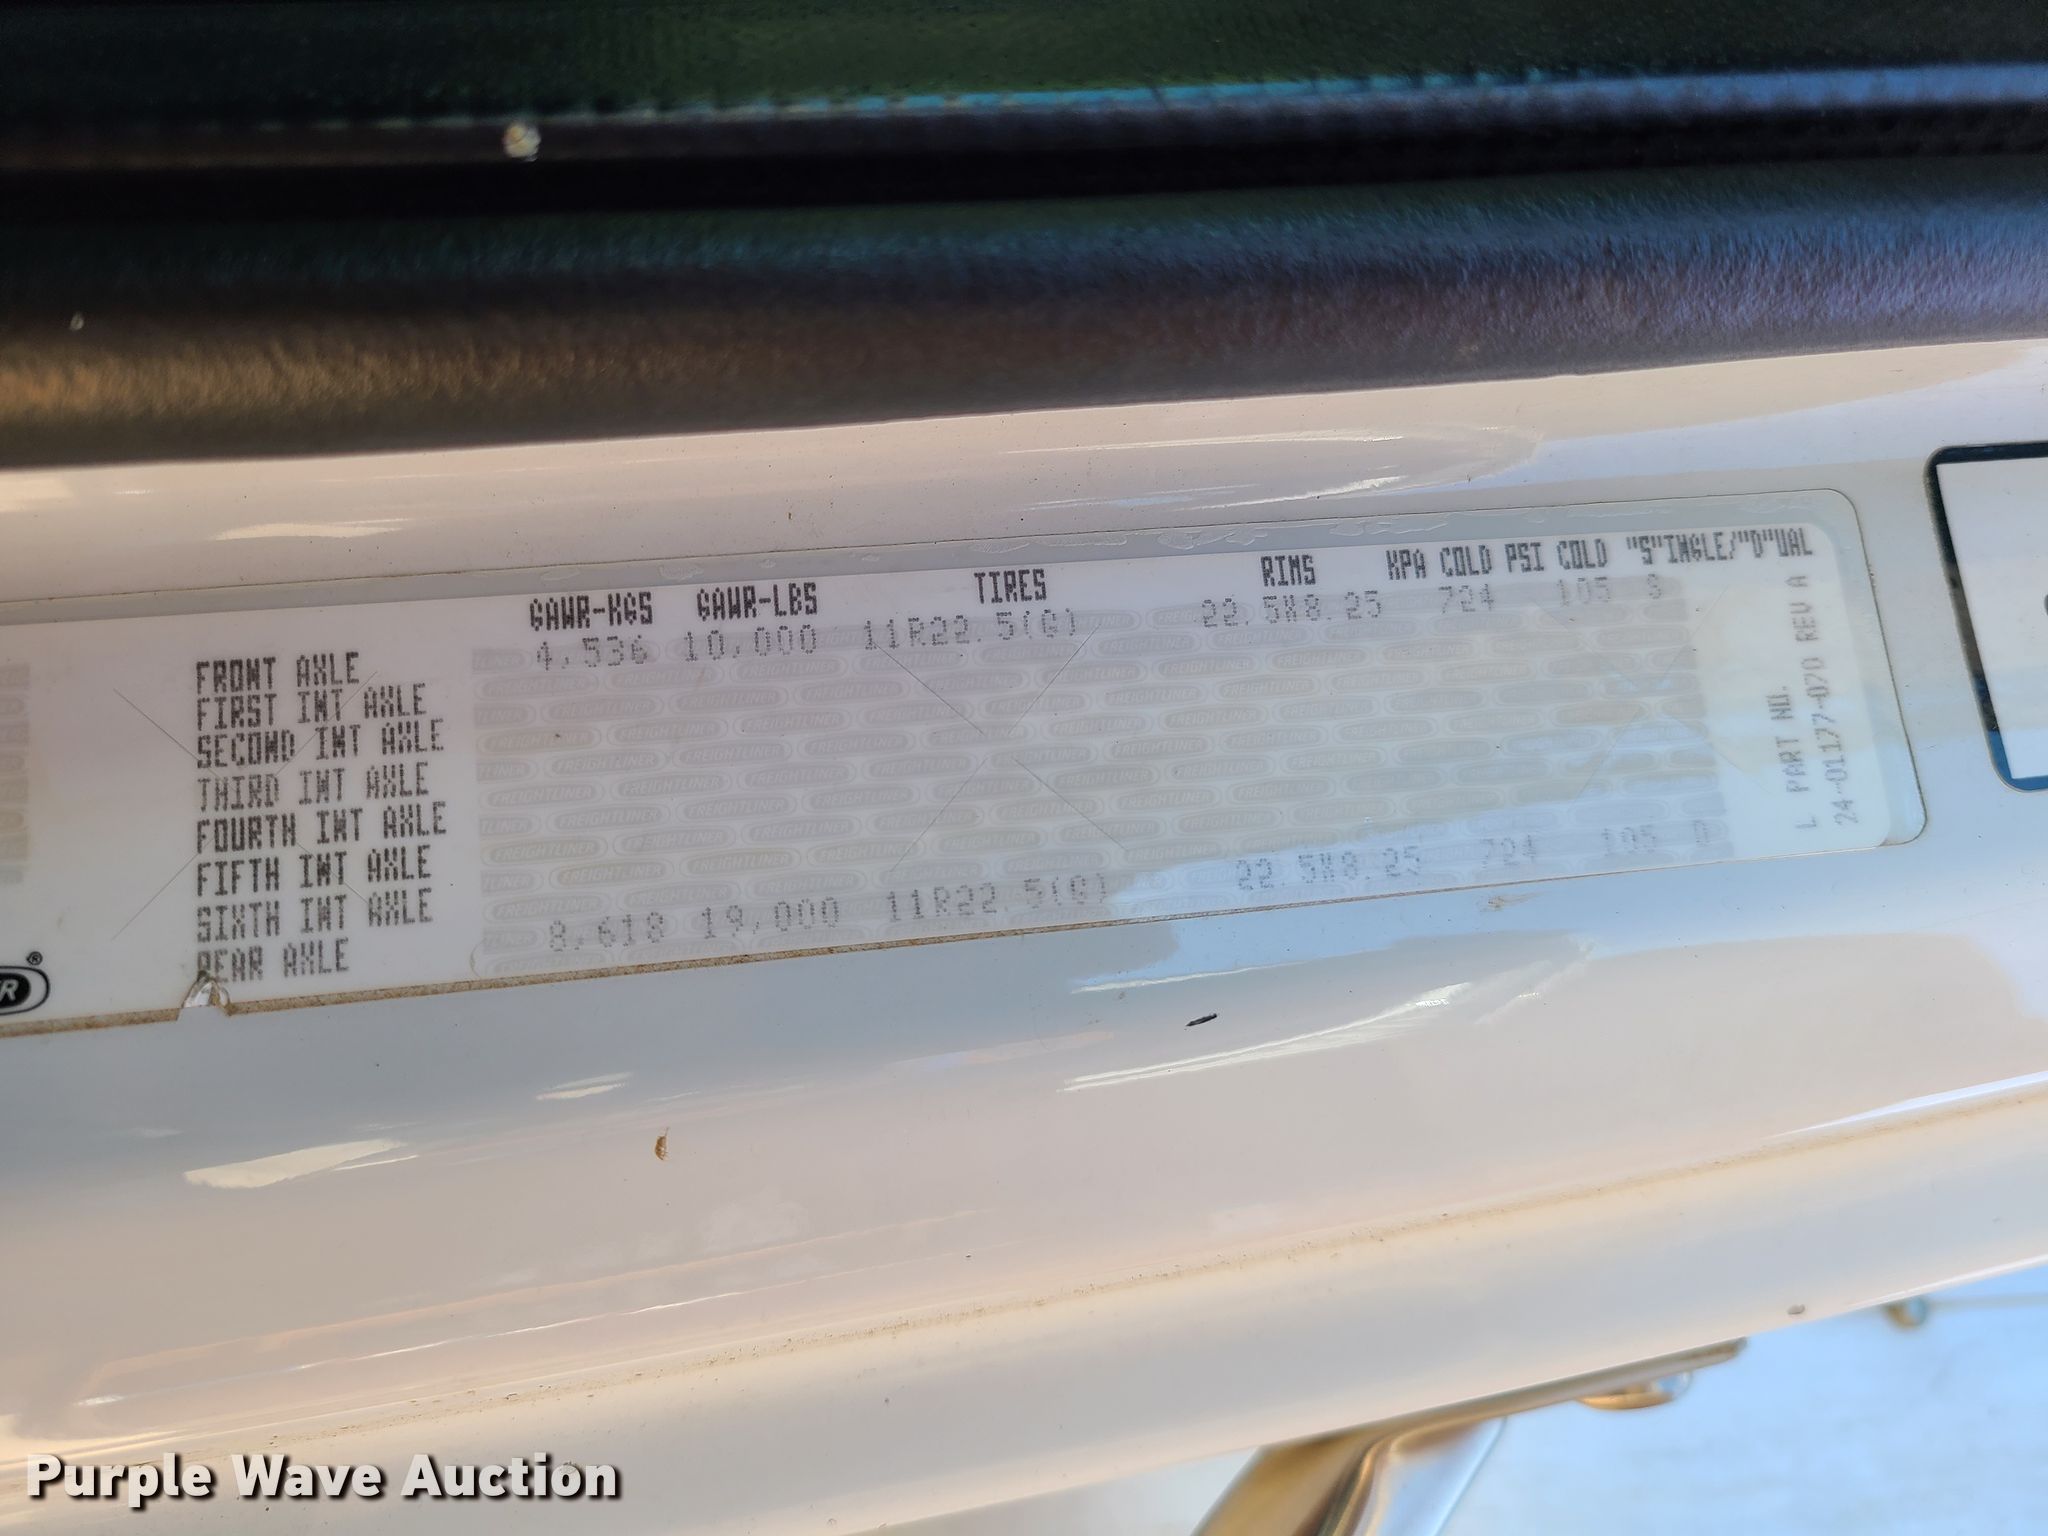 GAWR-KGS GAWR-LBS TIRES RIMS KPA COLD PSI COLD "S"INGLE/"D"UAL
FRONT AXLE 4,536 10,000 11R22.5(G) 22.5X8.25 724 105 S
FIRST INT AXLE
SECOND INT AXLE
THIRD INT AXLE
FOURTH INT AXLE
FIFTH INT AXLE
SIXTH INT AXLE
REAR AXLE 8,618 19,000 11R22.5(G) 22.5X8.25 724 105 D
L PART NO.
24-01177-070 REV A
FREIGHTLINER
Purple Wave Auction